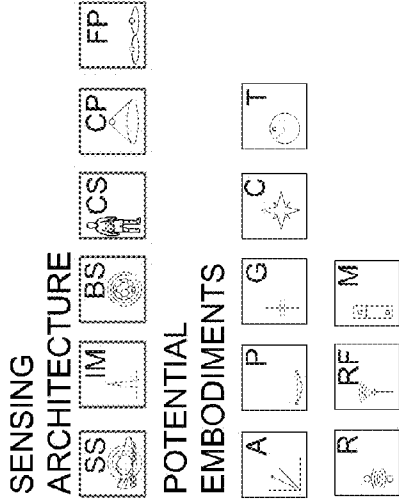 SENSING
ARCHITECTURE
SS IM BS CS CP FP
POTENTIAL
EMBODIMENTS
A P G C T
R RF M